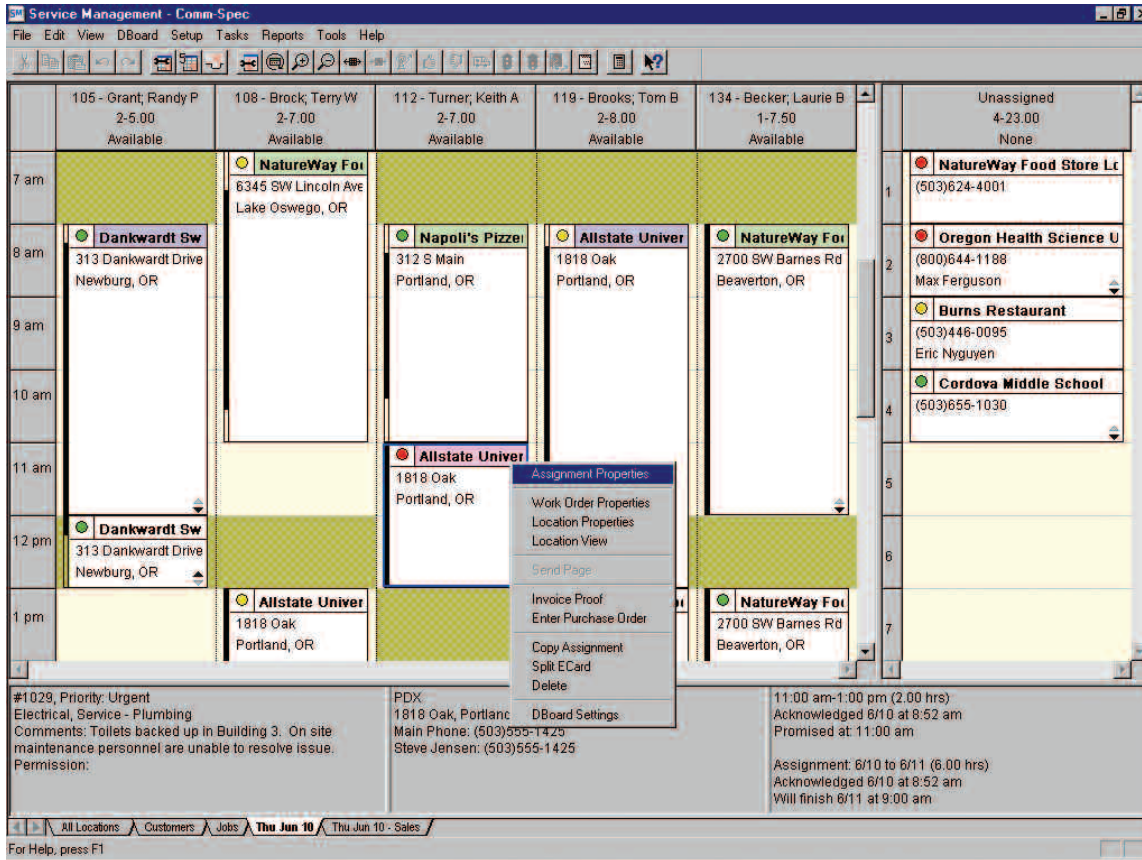 SM Service Management - Comm-Spec
File Edit View DBoard Setup Tasks Reports Tools Help
105 - Grant; Randy P
2-5.00
Available
108 - Brock; Terry W
2-7.00
Available
112 - Turner; Keith A
2-7.00
Available
119 - Brooks; Tom B
2-8.00
Available
134 - Becker; Laurie B
1-7.50
Available
Unassigned
4-23.00
None
7 am
8 am
9 am
10 am
11 am
12 pm
1 pm
Dankwardt Sw
313 Dankwardt Drive
Newburg, OR
Dankwardt Sw
313 Dankwardt Drive
Newburg, OR
NatureWay Foo
6345 SW Lincoln Ave
Lake Oswego, OR
Allstate Univer
1818 Oak
Portland, OR
Napoli's Pizzer
312 S Main
Portland, OR
Allstate Univer
1818 Oak
Portland, OR
Allstate Univer
1818 Oak
Portland, OR
NatureWay Foo
2700 SW Barnes Rd
Beaverton, OR
NatureWay Foo
2700 SW Barnes Rd
Beaverton, OR
1
NatureWay Food Store Lo
(503)624-4001
2
Oregon Health Science U
(800)644-1188
Max Ferguson
3
Burns Restaurant
(503)446-0095
Eric Nyguyen
4
Cordova Middle School
(503)655-1030
5
6
7
Assignment Properties
Work Order Properties
Location Properties
Location View
Send Page
Invoice Proof
Enter Purchase Order
Copy Assignment
Split ECard
Delete
DBoard Settings
#1029, Priority: Urgent
Electrical, Service - Plumbing
Comments: Toilets backed up in Building 3. On site
maintenance personnel are unable to resolve issue.
Permission:
PDX
1818 Oak, Portlanc
Main Phone: (503)555-1425
Steve Jensen: (503)555-1425
11:00 am-1:00 pm (2.00 hrs)
Acknowledged 6/10 at 8:52 am
Promised at: 11:00 am
Assignment: 6/10 to 6/11 (6.00 hrs)
Acknowledged 6/10 at 8:52 am
Will finish 6/11 at 9:00 am
All Locations Customers Jobs Thu Jun 10 Thu Jun 10 - Sales
For Help, press F1